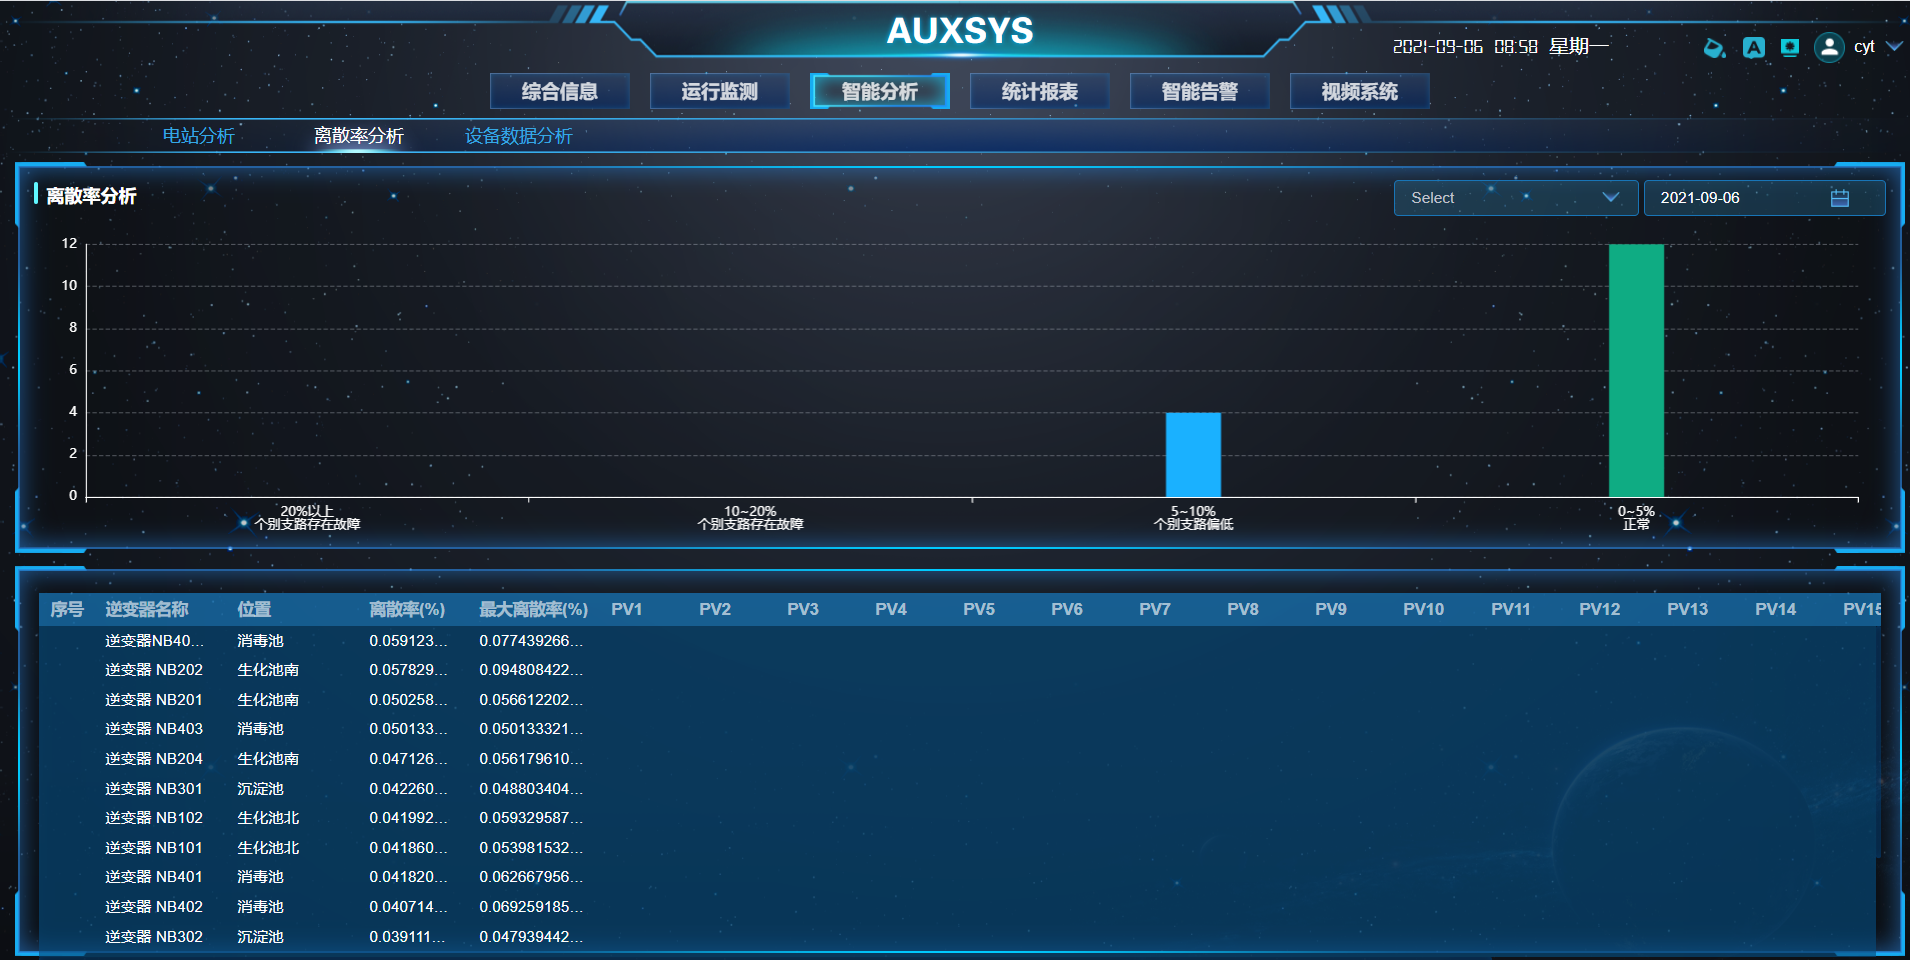 AUXSYS
2021-09-06 08:58 星期一
A
cyt
综合信息 运行监测 智能分析 统计报表 智能告警 视频系统
电站分析 离散率分析 设备数据分析
离散率分析
Select
2021-09-06
12
10
8
6
4
2
0
20%以上
个别支路存在故障
10~20%
个别支路存在故障
5~10%
个别支路偏低
0~5%
正常
序号 逆变器名称 位置 离散率(%) 最大离散率(%) PV1 PV2 PV3 PV4 PV5 PV6 PV7 PV8 PV9 PV10 PV11 PV12 PV13 PV14 PV15
逆变器NB40... 消毒池 0.059123... 0.077439266...
逆变器 NB202 生化池南 0.057829... 0.094808422...
逆变器 NB201 生化池南 0.050258... 0.056612202...
逆变器 NB403 消毒池 0.050133... 0.050133321...
逆变器 NB204 生化池南 0.047126... 0.056179610...
逆变器 NB301 沉淀池 0.042260... 0.048803404...
逆变器 NB102 生化池北 0.041992... 0.059329587...
逆变器 NB101 生化池北 0.041860... 0.053981532...
逆变器 NB401 消毒池 0.041820... 0.062667956...
逆变器 NB402 消毒池 0.040714... 0.069259185...
逆变器 NB302 沉淀池 0.039111... 0.047939442...